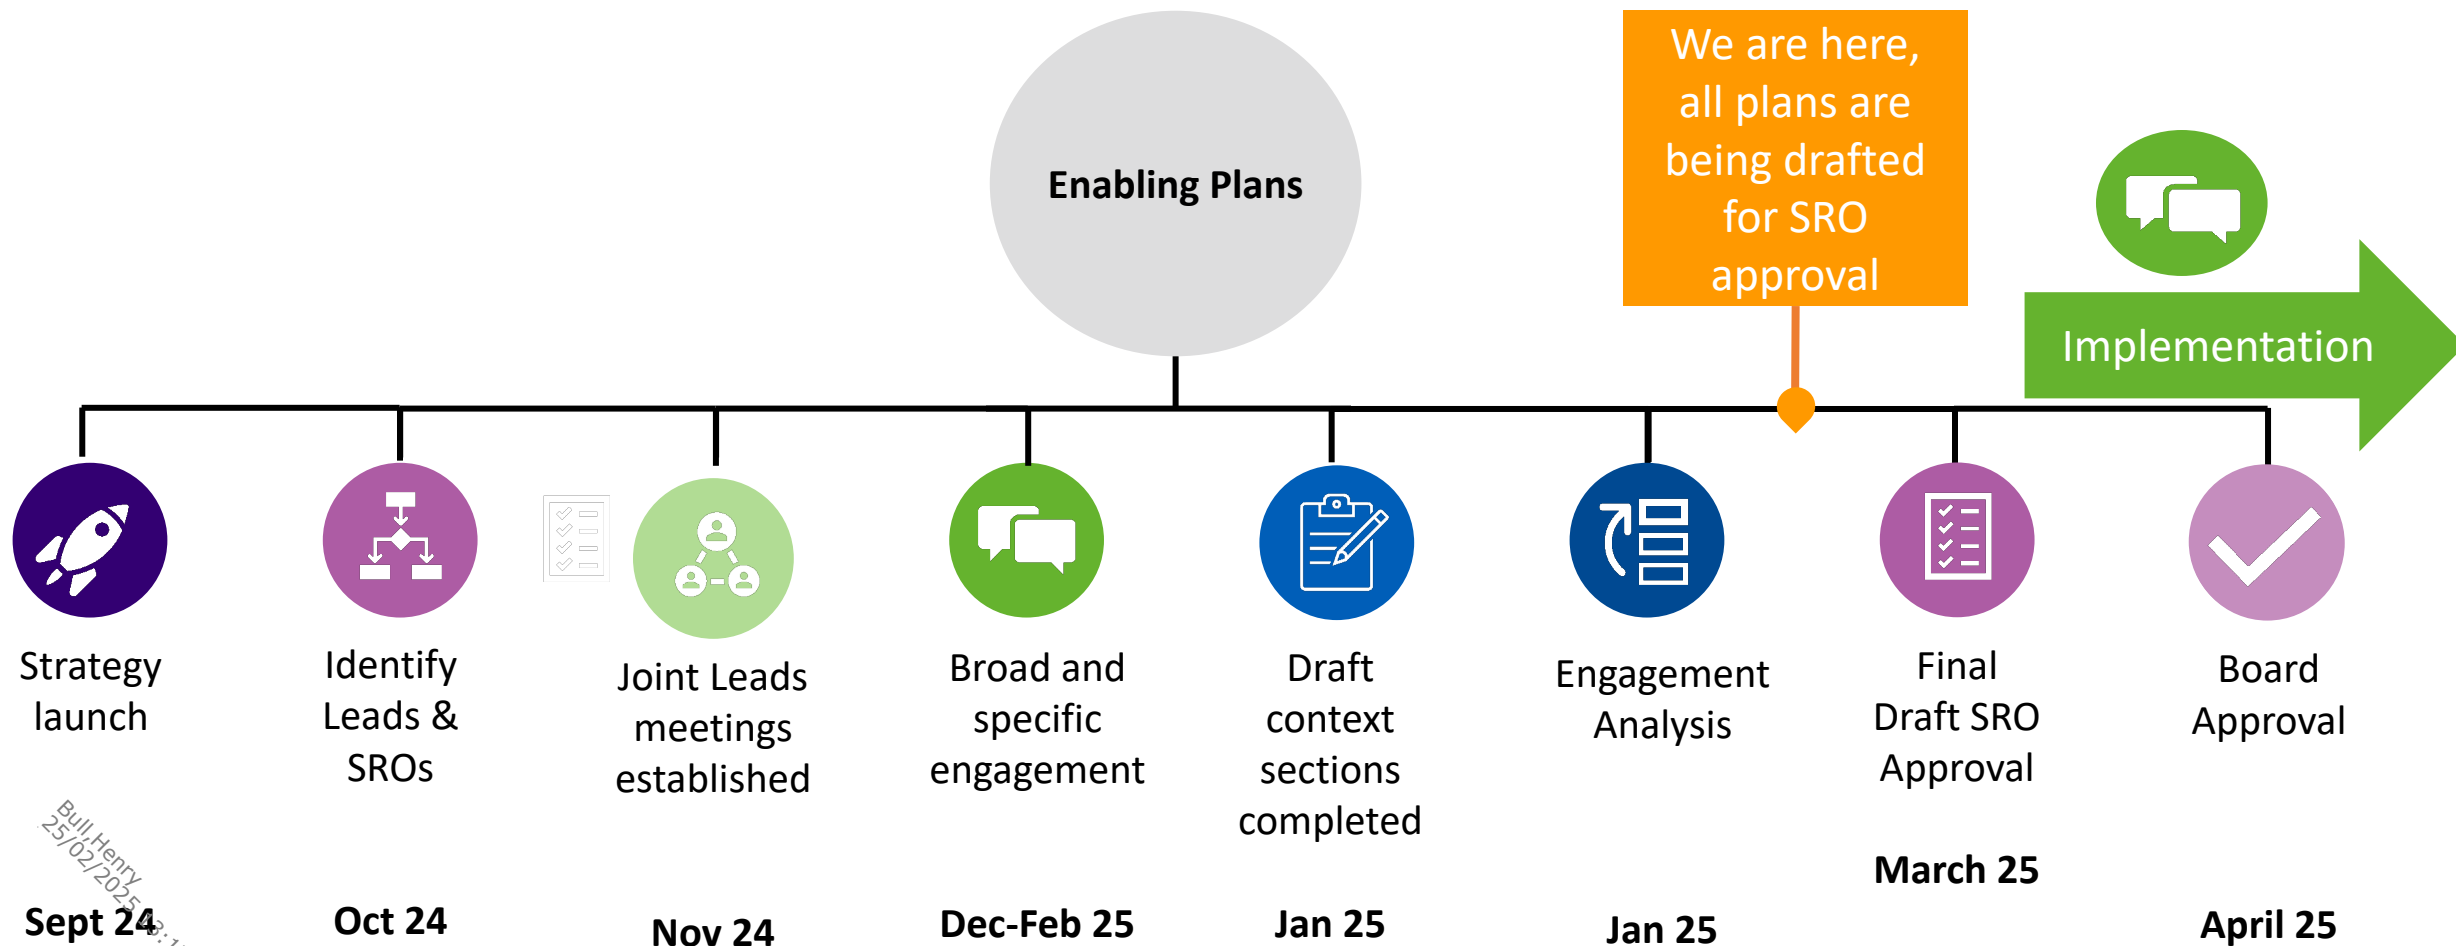 We are here,
all plans are
being drafted
for SRO
approval
Enabling Plans
Implementation
Strategy
launch
Sept 24
Identify
Leads &
SROs
Oct 24
Joint Leads
meetings
established
Nov 24
Broad and
specific
engagement
Dec-Feb 25
Draft
context
sections
completed
Jan 25
Engagement
Analysis
Jan 25
Final
Draft SRO
Approval
March 25
Board
Approval
April 25
Bull,Henry
25/02/2025